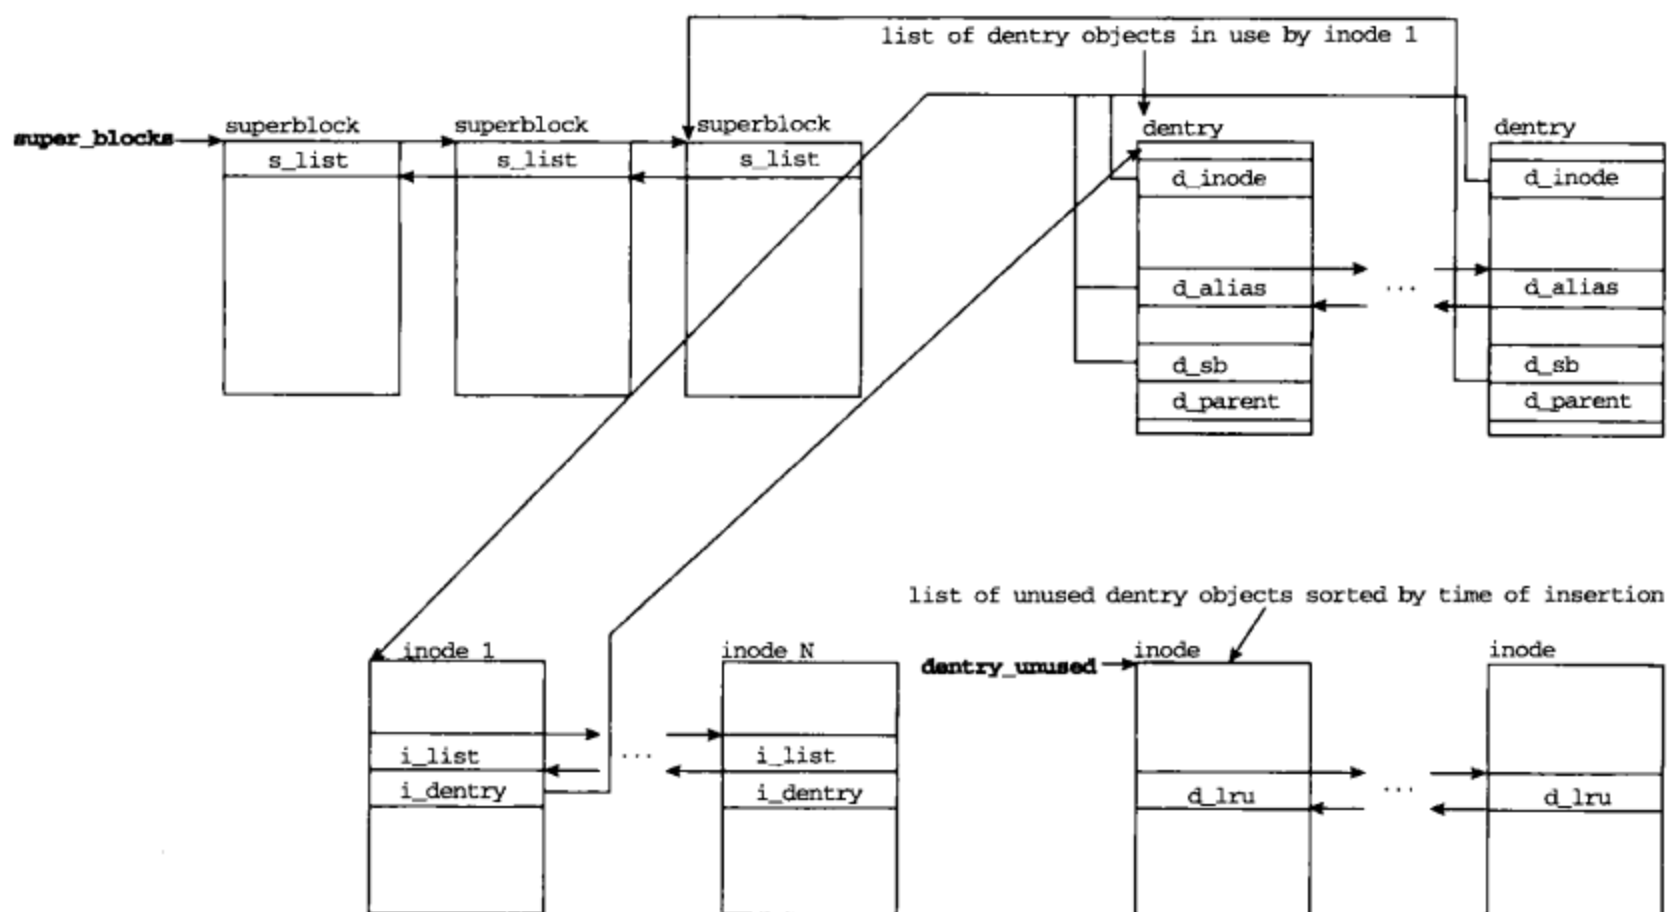 list of dentry objects in use by inode 1
super_blocks
superblock
superblock
superblock
dentry
dentry
s_list
s_list
s_list
d_inode
d_inode
d_alias
...
d_alias
d_sb
d_sb
d_parent
d_parent
list of unused dentry objects sorted by time of insertion
inode 1
inode N
dentry_unused
inode
inode
i_list
...
i_list
i_dentry
i_dentry
d_lru
...
d_lru